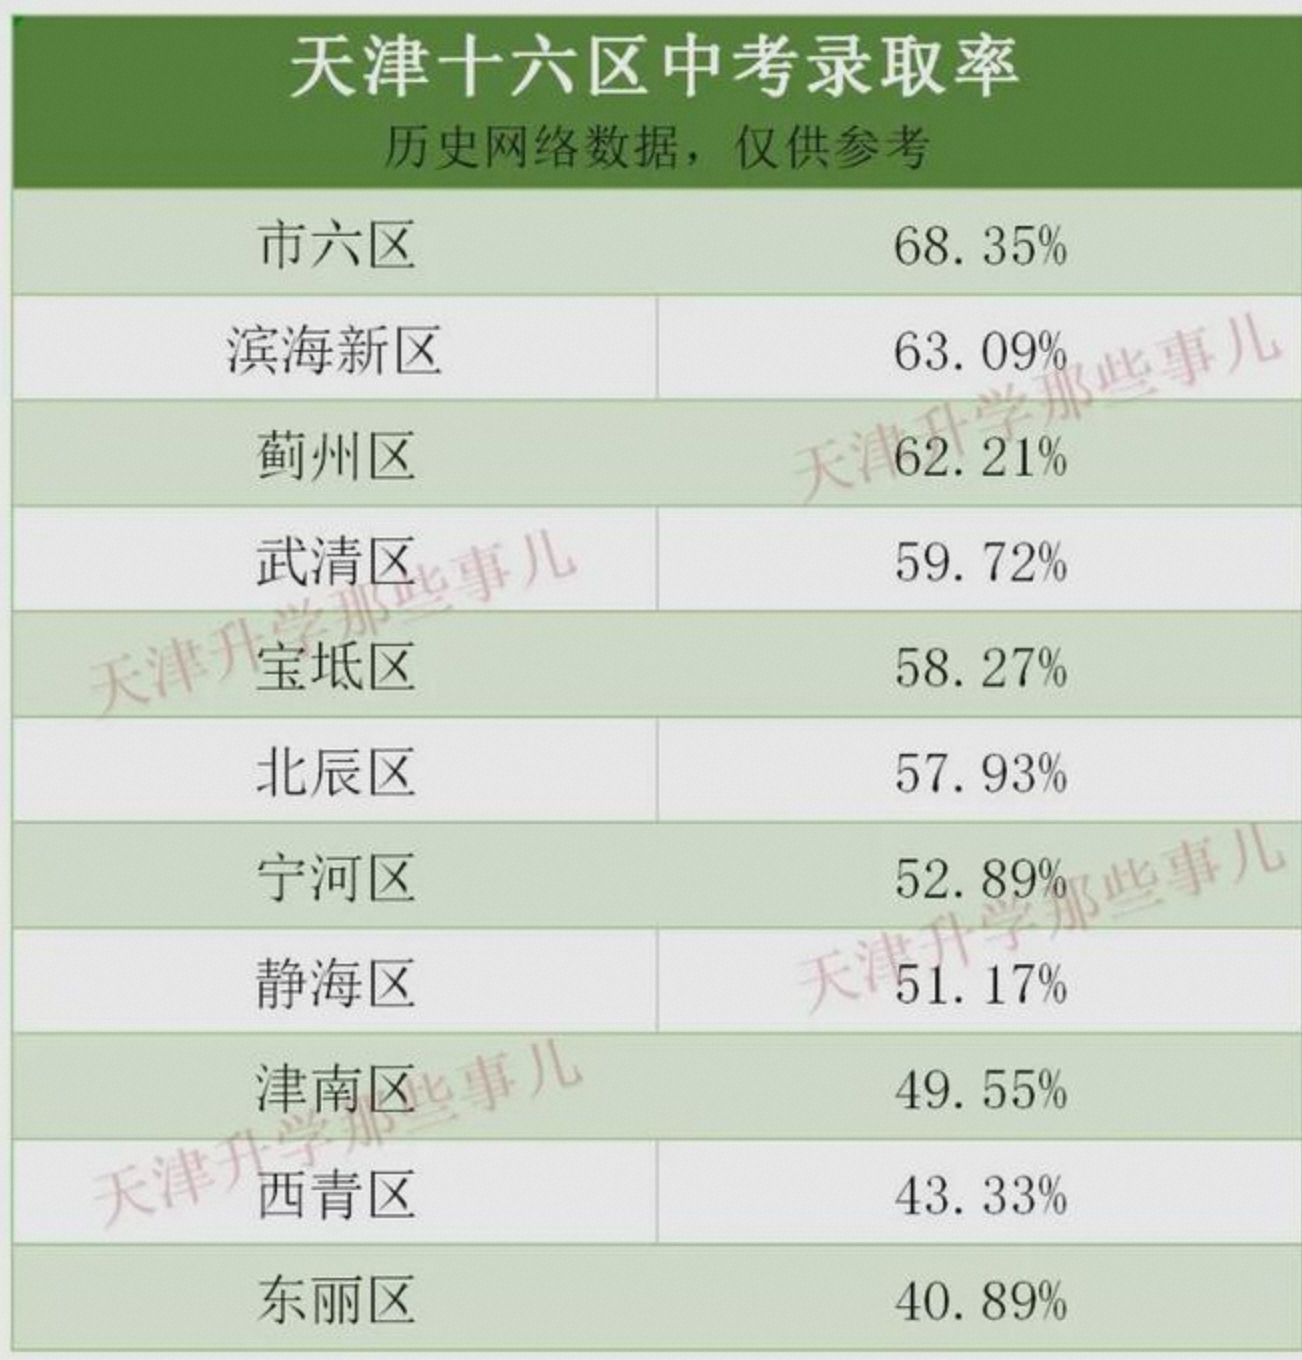 天津十六区中考录取率
历史网络数据，仅供参考
市六区 68.35%
滨海新区 63.09%
蓟州区 62.21%
武清区 59.72%
宝坻区 58.27%
北辰区 57.93%
宁河区 52.89%
静海区 51.17%
津南区 49.55%
西青区 43.33%
东丽区 40.89%
天津升学那些事儿
天津升学那些事儿
天津升学那些事儿
天津升学那些事儿